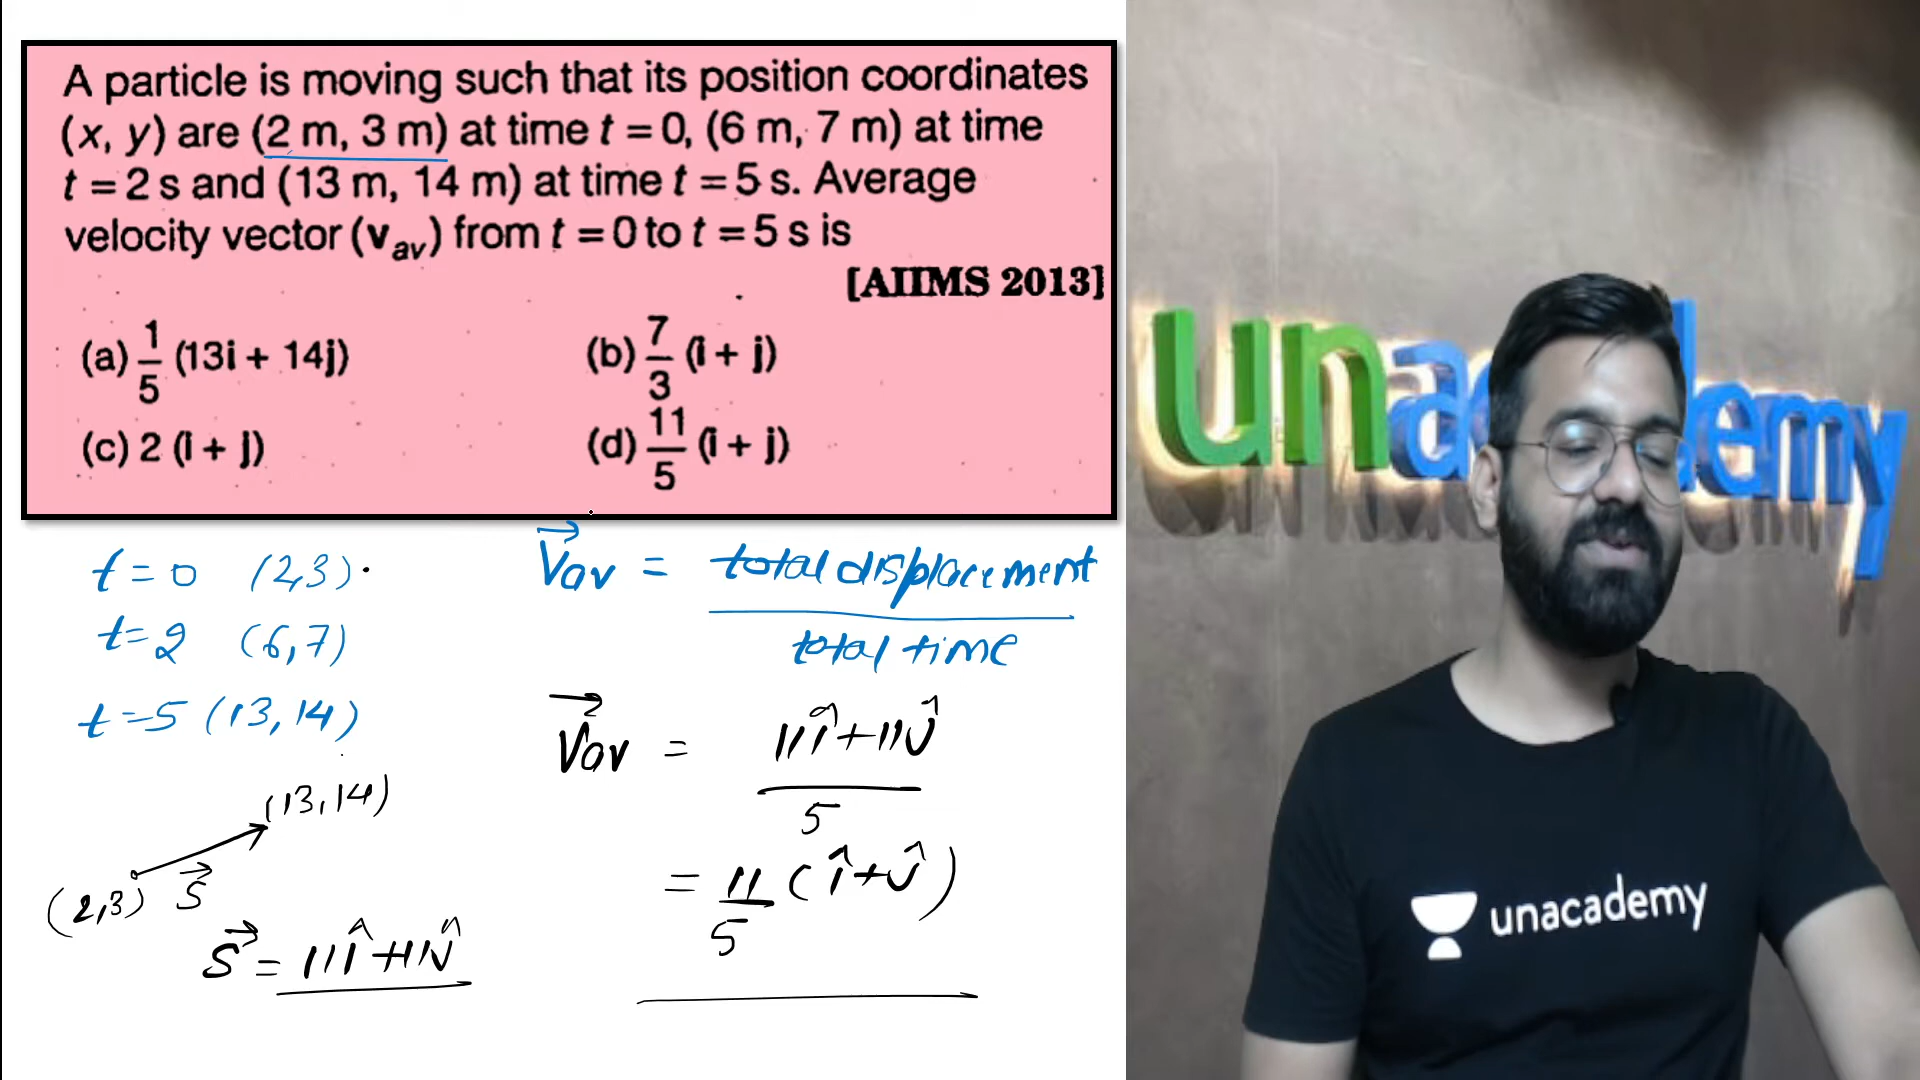 A particle is moving such that its position coordinates
(x, y) are (2 m, 3 m) at time t = 0, (6 m, 7 m) at time
t = 2 s and (13 m, 14 m) at time t = 5 s. Average
velocity vector (v_av) from t = 0 to t = 5 s is
[AIIMS 2013]
(a) 1/5 (13i + 14j)
(b) 7/3 (i + j)
(c) 2 (i + j)
(d) 11/5 (i + j)
t = 0 (2,3)
t = 2 (6,7)
t = 5 (13, 14)
(13, 14)
(2,3) S⃗
S⃗ = 11î + 11ĵ
V⃗av = total displacement
total time
V⃗av = 11î + 11ĵ
5
= 11/5 (î + ĵ)
unacademy
unacademy